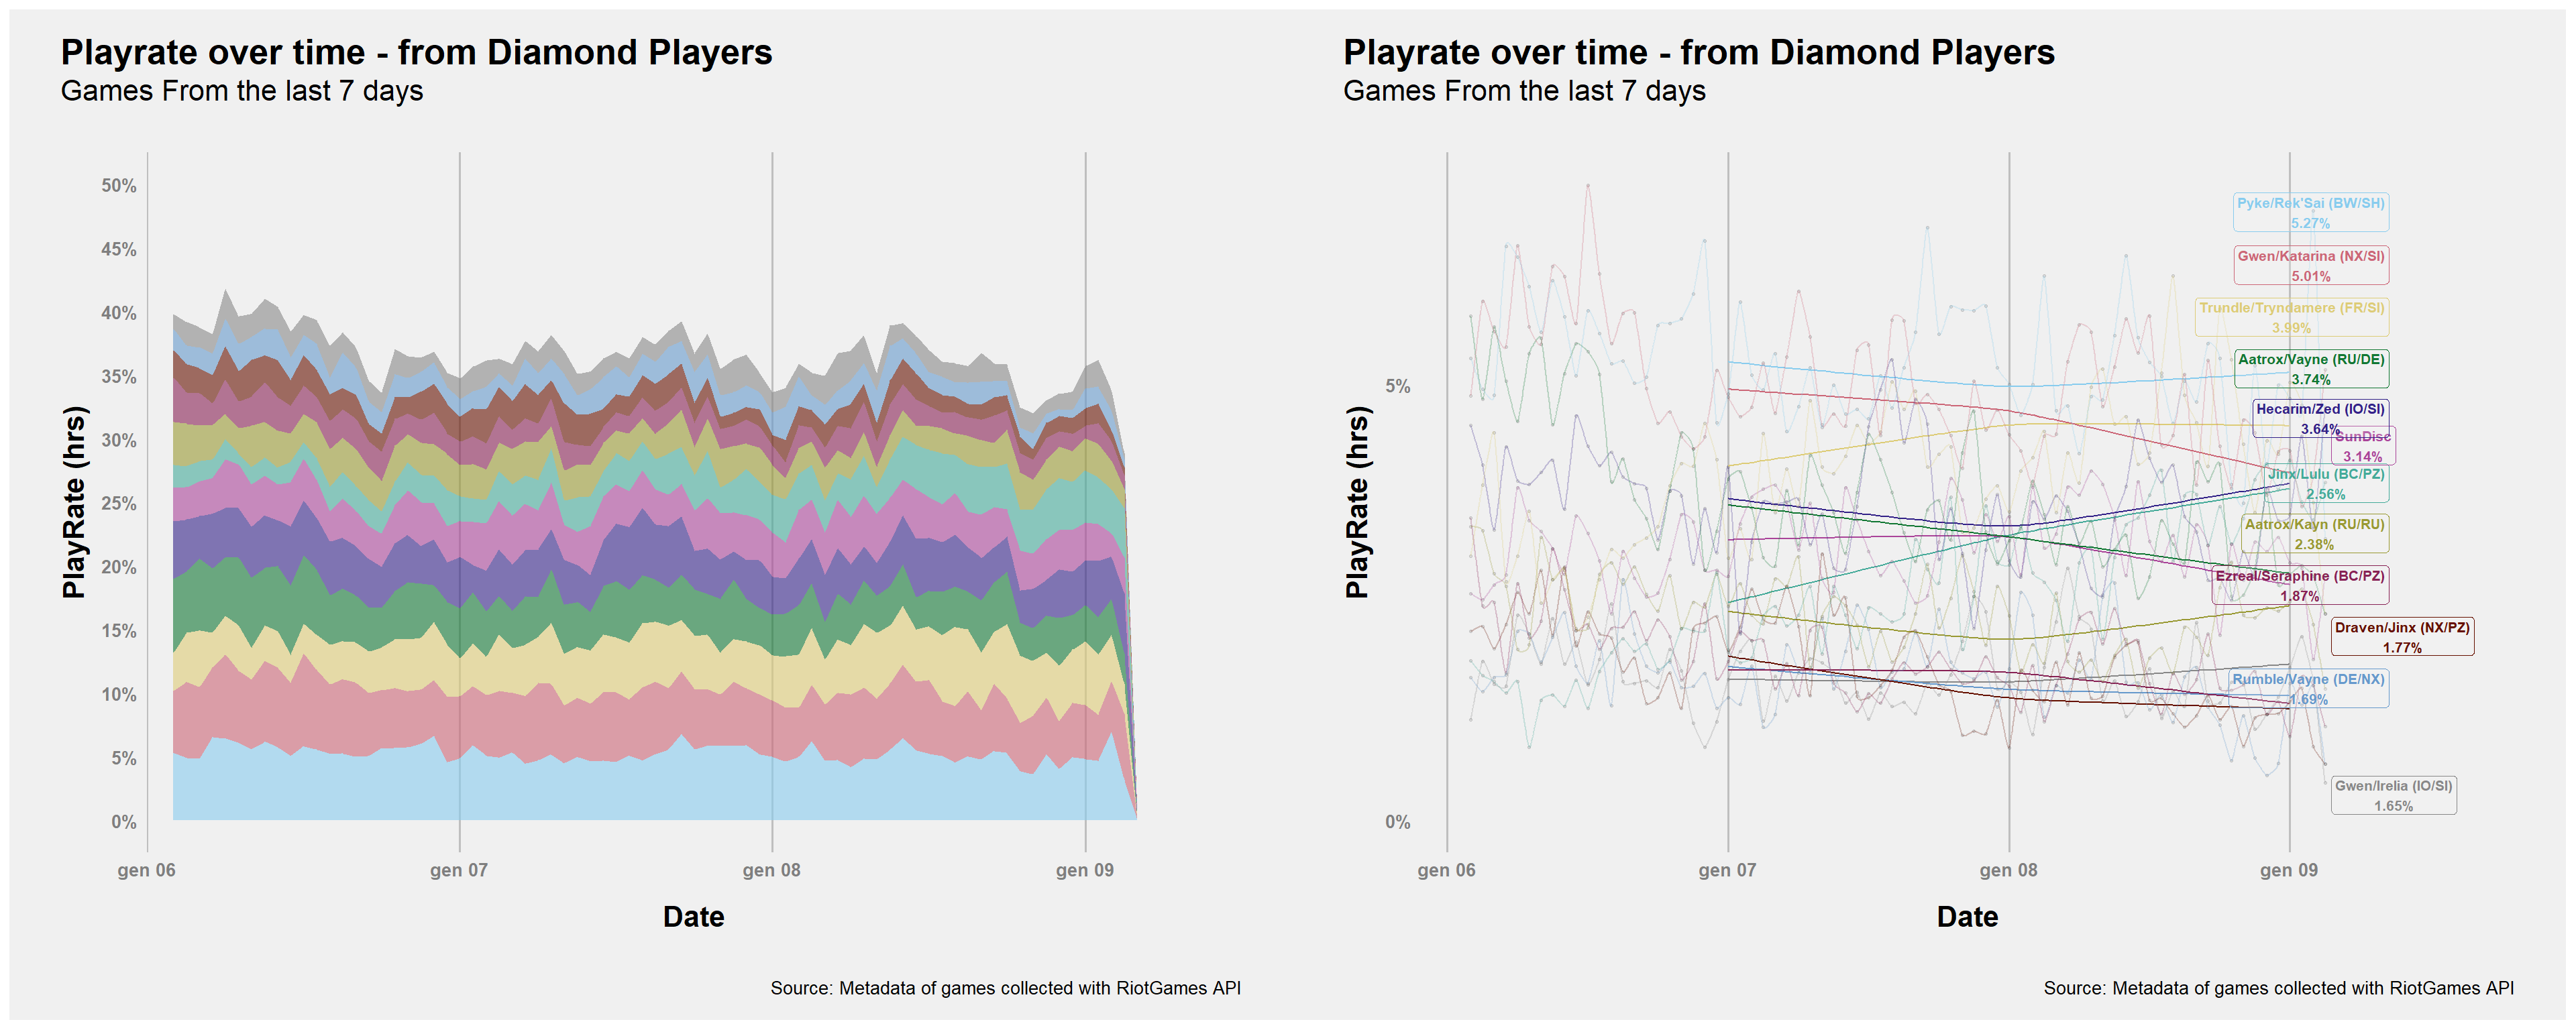 Playrate over time - from Diamond Players
Games From the last 7 days
PlayRate (hrs)
50%
45%
40%
35%
30%
25%
20%
15%
10%
5%
0%
gen 06
gen 07
gen 08
gen 09
Date
Source: Metadata of games collected with RiotGames API
Playrate over time - from Diamond Players
Games From the last 7 days
PlayRate (hrs)
5%
0%
Pyke/Rek'Sai (BW/SH)
5.27%
Gwen/Katarina (NX/SI)
5.01%
Trundle/Tryndamere (FR/SI)
3.99%
Aatrox/Vayne (RU/DE)
3.74%
Hecarim/Zed (IO/SI)
3.64%
SunDisc
3.14%
Jinx/Lulu (BC/PZ)
2.56%
Aatrox/Kayn (RU/RU)
2.38%
Ezreal/Seraphine (BC/PZ)
1.87%
Draven/Jinx (NX/PZ)
1.77%
Rumble/Vayne (DE/NX)
1.69%
Gwen/Irelia (IO/SI)
1.65%
gen 06
gen 07
gen 08
gen 09
Date
Source: Metadata of games collected with RiotGames API